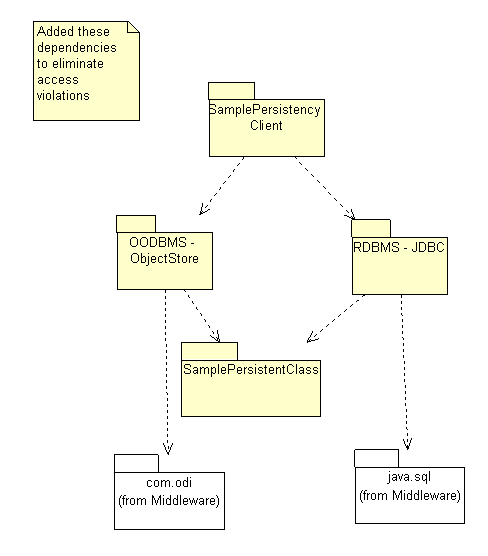 Added these
dependencies
to eliminate
access
violations
SamplePersistency
Client
OODBMS -
ObjectStore
RDBMS - JDBC
SamplePersistentClass
com.odi
(from Middleware)
java.sql
(from Middleware)